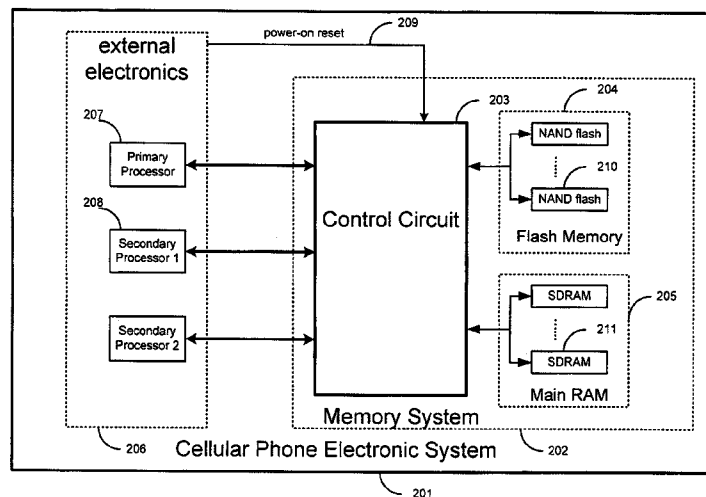 external
electronics
power-on reset
209
207
Primary
Processor
208
Secondary
Processor 1
Secondary
Processor 2
206
203
Control Circuit
204
NAND flash
210
NAND flash
Flash Memory
SDRAM
205
211
SDRAM
Main RAM
Memory System
202
Cellular Phone Electronic System
201